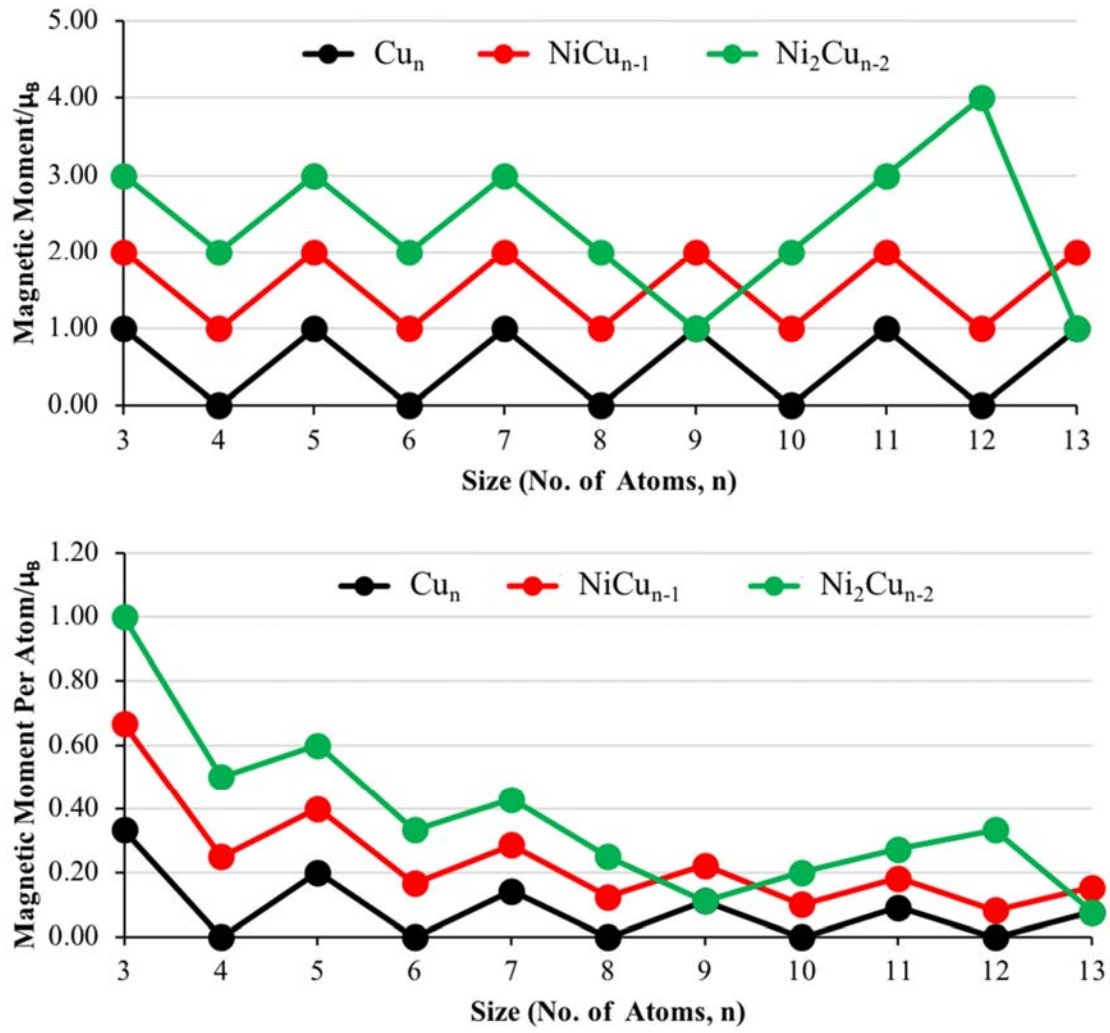 5.00
Cuₙ NiCuₙ₋₁ Ni₂Cuₙ₋₂
4.00
3.00
2.00
1.00
0.00
Magnetic Moment/μB
3 4 5 6 7 8 9 10 11 12 13
Size (No. of Atoms, n)
1.20
Cuₙ NiCuₙ₋₁ Ni₂Cuₙ₋₂
1.00
0.80
0.60
0.40
0.20
0.00
Magnetic Moment Per Atom/μB
3 4 5 6 7 8 9 10 11 12 13
Size (No. of Atoms, n)